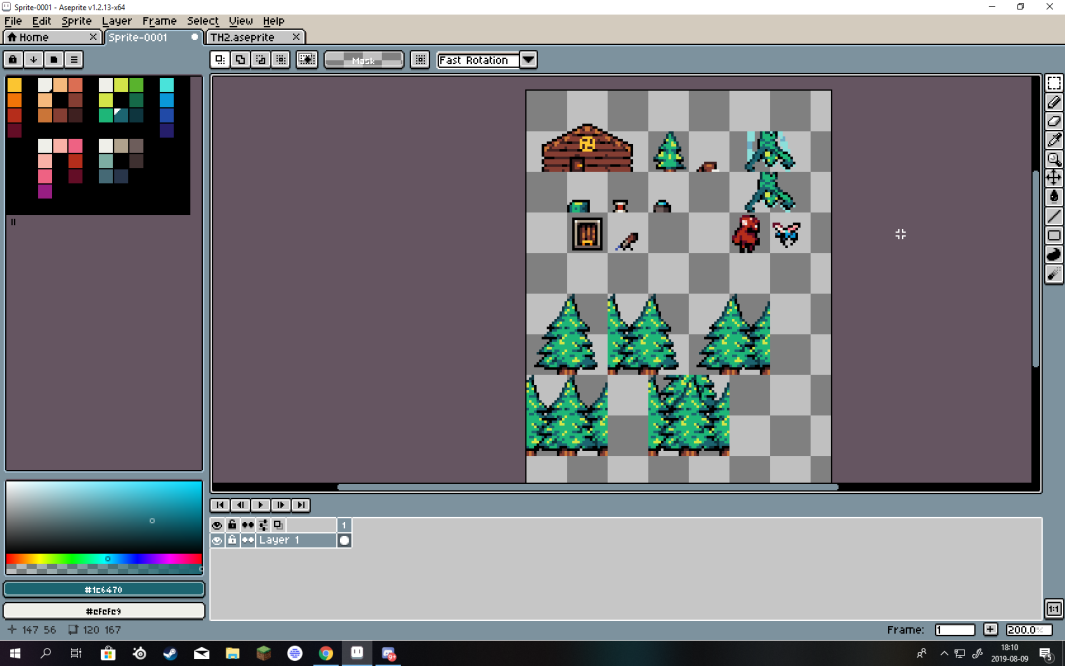 Sprite-0001 - Aseprite v1.2.13-x64
File Edit Sprite Layer Frame Select View Help
Home Sprite-0001 TH2.aseprite
Mask Fast Rotation
1
Layer 1
#1c6470
#efefe9
147 56 120 167 Frame: 1 200.0
1:1
18:10
2019-08-09